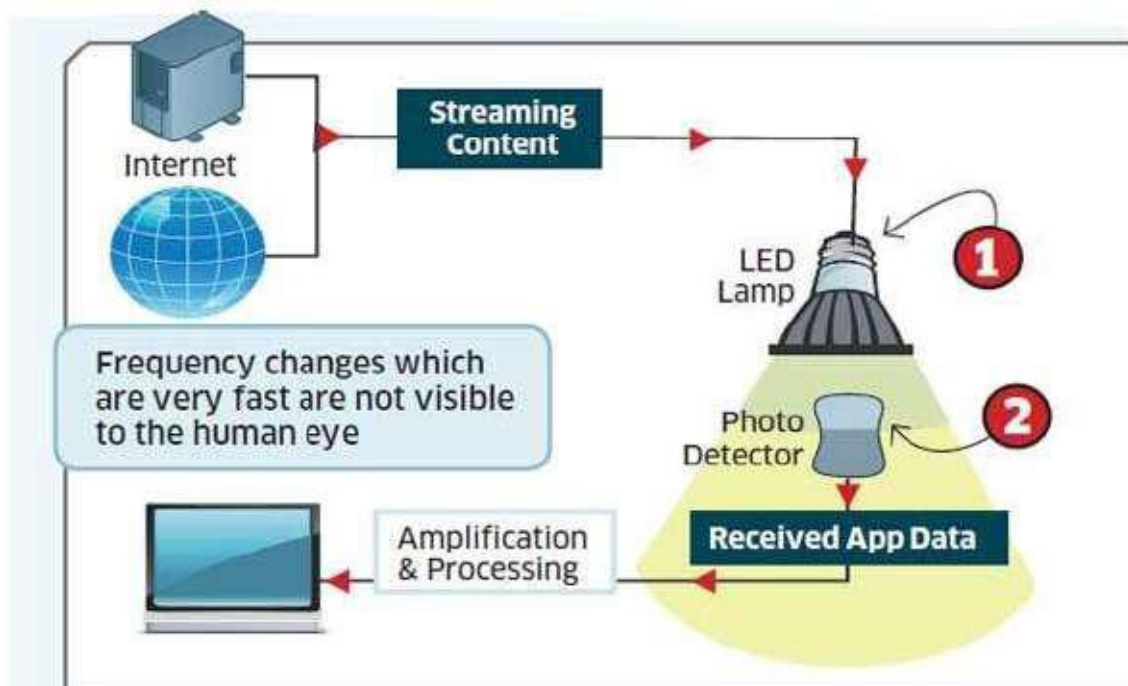 Streaming
Content
Internet
LED
Lamp
1
Frequency changes which
are very fast are not visible
to the human eye
Photo
Detector
2
Received App Data
Amplification
& Processing